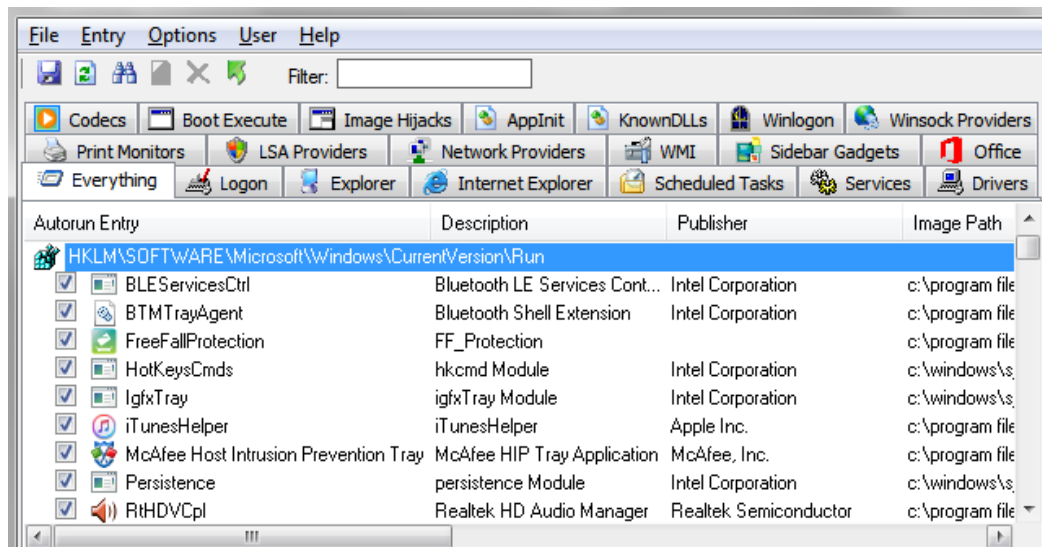 File Entry Options User Help
Filter:
Codecs Boot Execute Image Hijacks AppInit KnownDLLs Winlogon Winsock Providers
Print Monitors LSA Providers Network Providers WMI Sidebar Gadgets Office
Everything Logon Explorer Internet Explorer Scheduled Tasks Services Drivers
Autorun Entry Description Publisher Image Path
HKLM\SOFTWARE\Microsoft\Windows\CurrentVersion\Run
BLEServicesCtrl Bluetooth LE Services Cont... Intel Corporation c:\program file
BTMTrayAgent Bluetooth Shell Extension Intel Corporation c:\program file
FreeFallProtection FF_Protection c:\program file
HotKeysCmds hkcmd Module Intel Corporation c:\windows\s
IgfxTray igfxTray Module Intel Corporation c:\windows\s
iTunesHelper iTunesHelper Apple Inc. c:\program file
McAfee Host Intrusion Prevention Tray McAfee HIP Tray Application McAfee, Inc. c:\program file
Persistence persistence Module Intel Corporation c:\windows\s
RtHDVCpl Realtek HD Audio Manager Realtek Semiconductor c:\program file